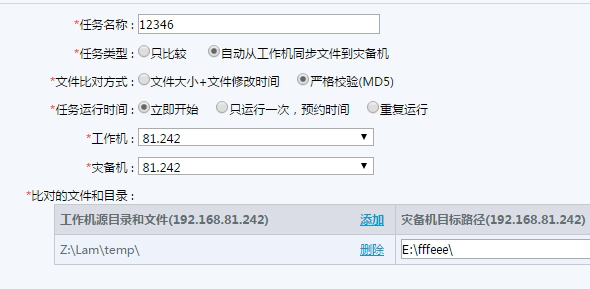 *任务名称 : 12346
*任务类型 : 只比较 自动从工作机同步文件到灾备机
*文件比对方式 : 文件大小+文件修改时间 严格校验(MD5)
*任务运行时间 : 立即开始 只运行一次，预约时间 重复运行
*工作机 : 81.242
*灾备机 : 81.242
*比对的文件和目录 :
工作机源目录和文件(192.168.81.242) 添加 灾备机目标路径(192.168.81.242)
Z:\Lam\temp\ 删除 E:\fffeee\